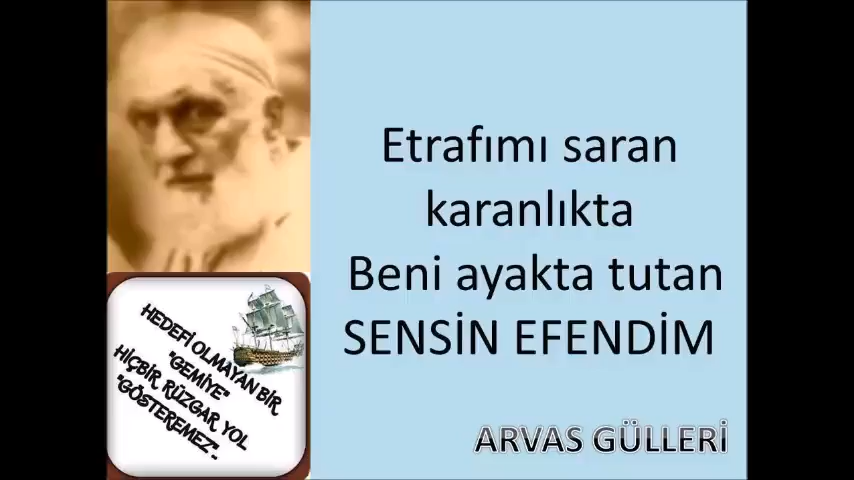 Etrafımı saran
karanlıkta
Beni ayakta tutan
SENSİN EFENDİM
ARVAS GÜLLERİ
HEDEFİ OLMAYAN BİR
"GEMİYE"
HİÇBİR RÜZGAR YOL
"GÖSTEREMEZ".